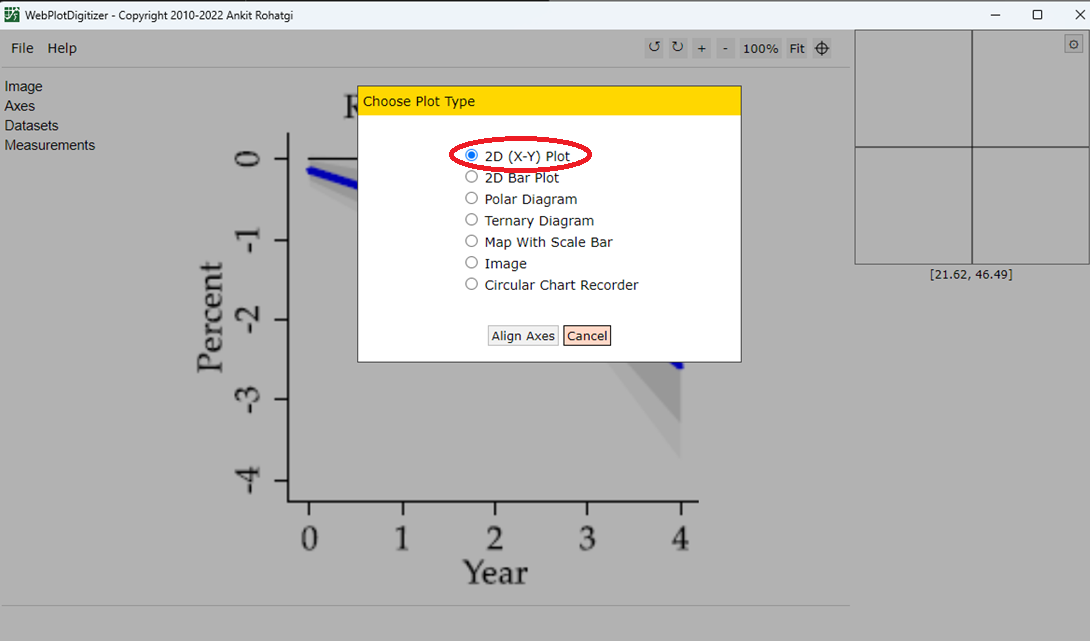 WebPlotDigitizer - Copyright 2010-2022 Ankit Rohatgi
File Help
+ - 100% Fit
Image
Axes
Datasets
Measurements
Choose Plot Type
2D (X-Y) Plot
2D Bar Plot
Polar Diagram
Ternary Diagram
Map With Scale Bar
Image
Circular Chart Recorder
Align Axes Cancel
[21.62, 46.49]
R
Percent
0
-1
-2
-3
-4
0 1 2 3 4
Year